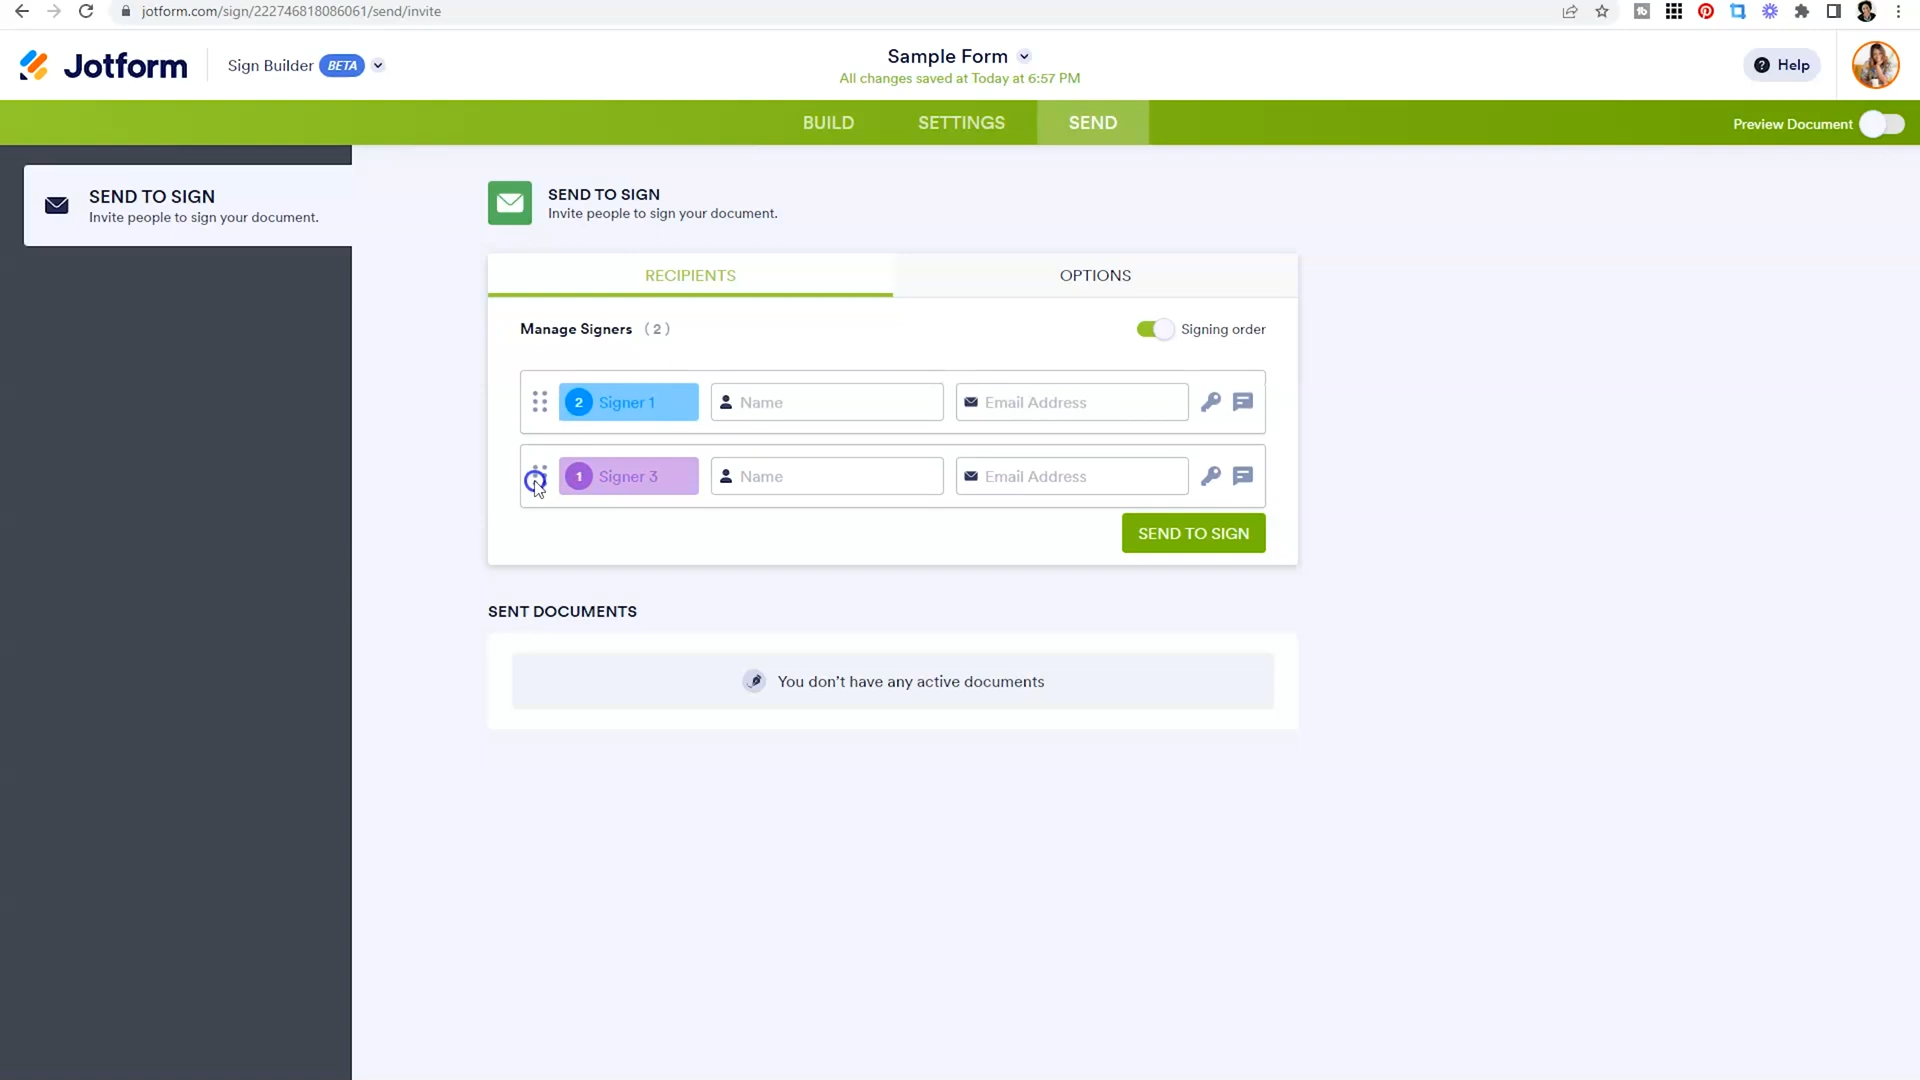 jotform.com/sign/222746818086061/send/invite
Jotform
Sign Builder BETA
Sample Form
All changes saved at Today at 6:57 PM
Help
BUILD
SETTINGS
SEND
Preview Document
SEND TO SIGN
Invite people to sign your document.
SEND TO SIGN
Invite people to sign your document.
RECIPIENTS
OPTIONS
Manage Signers (2)
Signing order
2 Signer 1 Name Email Address
1 Signer 3 Name Email Address
SEND TO SIGN
SENT DOCUMENTS
You don't have any active documents